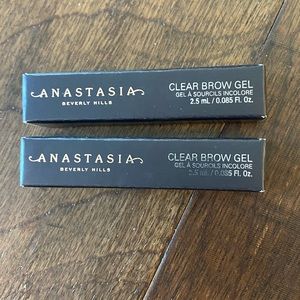 ANASTASIA
BEVERLY HILLS
CLEAR BROW GEL
GEL À SOURCILS INCOLORE
2.5 mL / 0.085 Fl. Oz.
ANASTASIA
BEVERLY HILLS
CLEAR BROW GEL
GEL À SOURCILS INCOLORE
2.5 mL / 0.085 Fl. Oz.